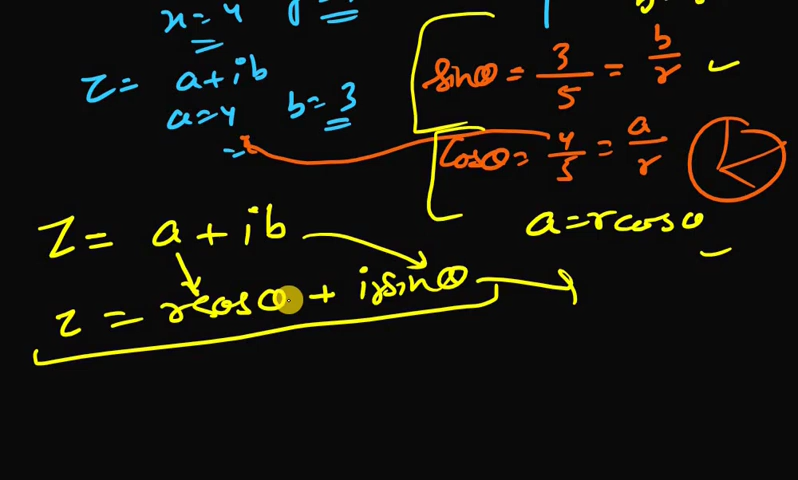 x = 4
z = a + ib
a = 4 b = 3
sinθ = 3/5 = b/r
cosθ = 4/5 = a/r
a = r cosθ
Z = a + ib
z = r cosθ + i r sinθ